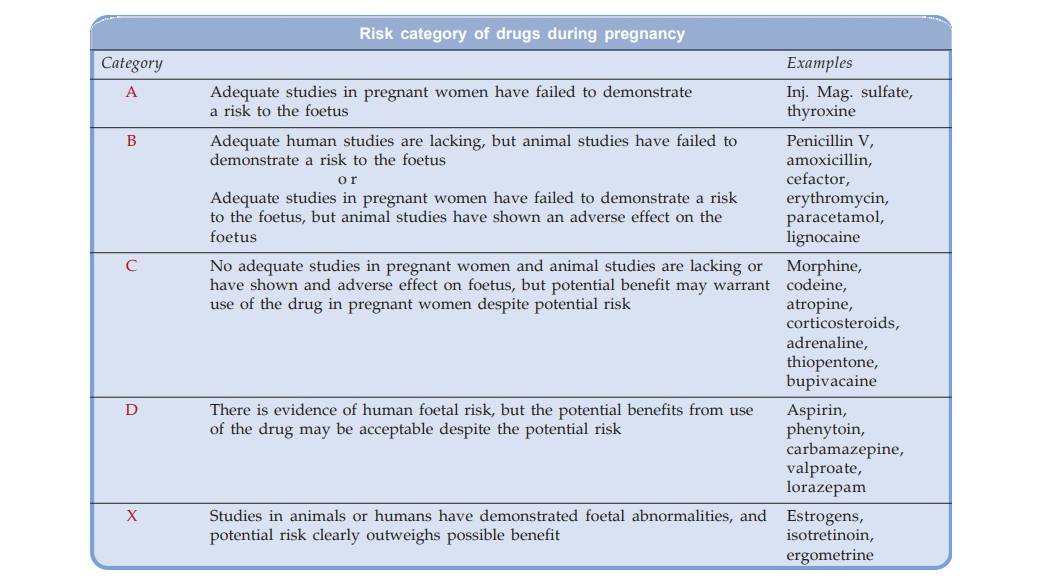 Risk category of drugs during pregnancy
Category Examples
A Adequate studies in pregnant women have failed to demonstrate Inj. Mag. sulfate,
a risk to the foetus thyroxine
B Adequate human studies are lacking, but animal studies have failed to Penicillin V,
demonstrate a risk to the foetus amoxicillin,
o r cefactor,
Adequate studies in pregnant women have failed to demonstrate a risk erythromycin,
to the foetus, but animal studies have shown an adverse effect on the paracetamol,
foetus lignocaine
C No adequate studies in pregnant women and animal studies are lacking or Morphine,
have shown and adverse effect on foetus, but potential benefit may warrant codeine,
use of the drug in pregnant women despite potential risk atropine,
corticosteroids,
adrenaline,
thiopentone,
bupivacaine
D There is evidence of human foetal risk, but the potential benefits from use Aspirin,
of the drug may be acceptable despite the potential risk phenytoin,
carbamazepine,
valproate,
lorazepam
X Studies in animals or humans have demonstrated foetal abnormalities, and Estrogens,
potential risk clearly outweighs possible benefit isotretinoin,
ergometrine